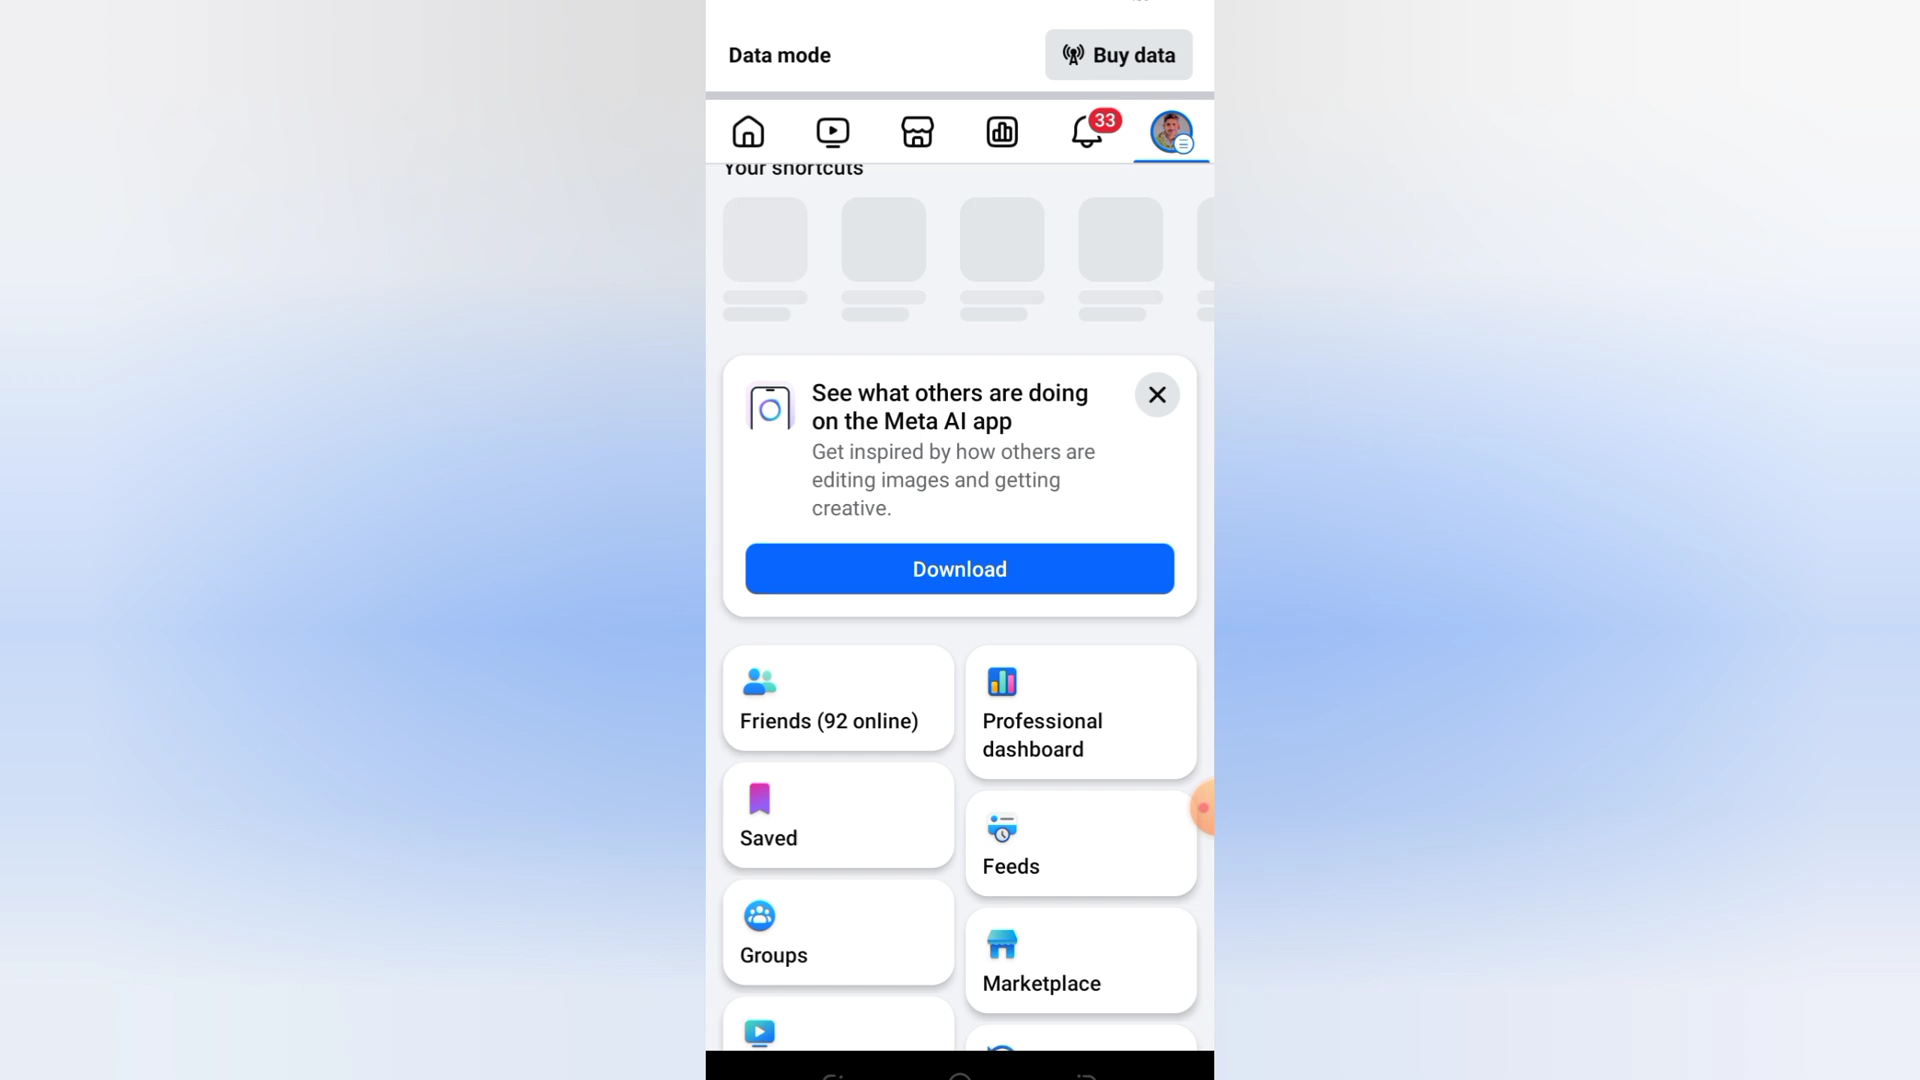 Data mode
Buy data
33
Your shortcuts
See what others are doing
on the Meta AI app
Get inspired by how others are
editing images and getting
creative.
Download
Friends (92 online)
Professional
dashboard
Saved
Feeds
Groups
Marketplace